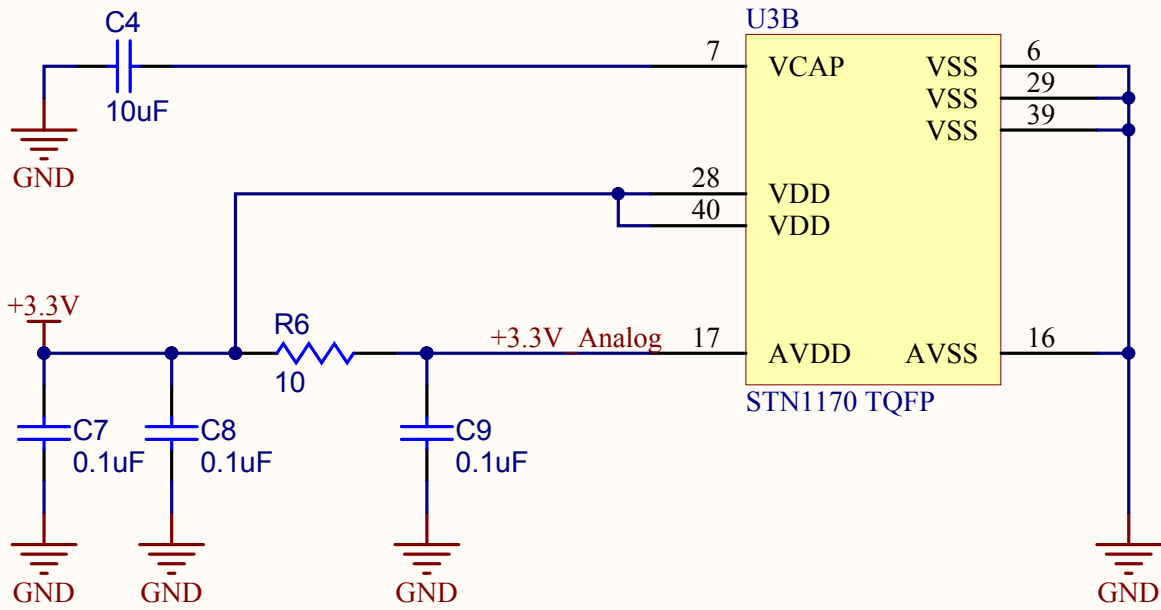 C4
10uF
GND
U3B
7
VCAP
VSS
6
VSS
29
VSS
39
28
VDD
40
VDD
+3.3V
R6
10
+3.3V_Analog
17
AVDD
AVSS
16
STN1170 TQFP
C7
0.1uF
C8
0.1uF
C9
0.1uF
GND
GND
GND
GND